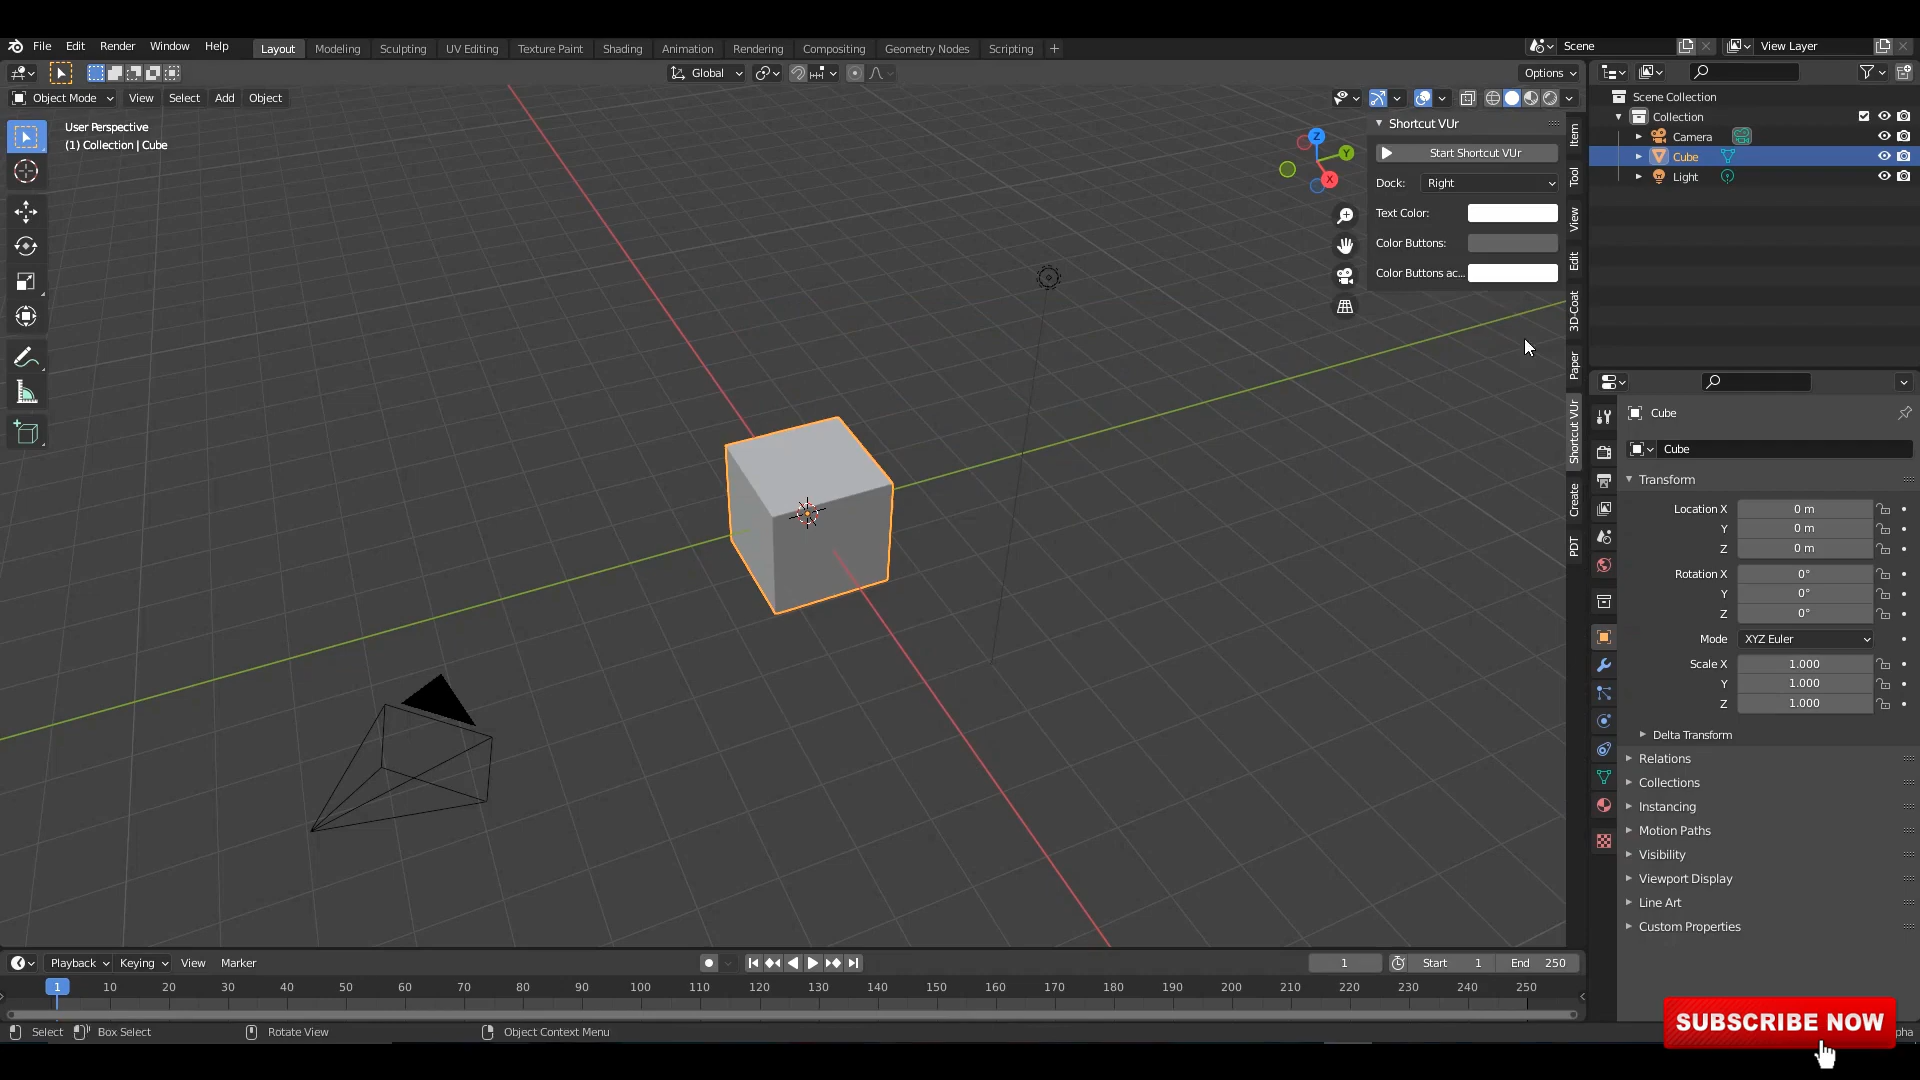 File Edit Render Window Help Layout Modeling Sculpting UV Editing Texture Paint Shading Animation Rendering Compositing Geometry Nodes Scripting + Scene View Layer
Global Options
Object Mode View Select Add Object
User Perspective
(1) Collection | Cube
Z
Y
X
Shortcut VUr
Start Shortcut VUr
Dock: Right
Text Color:
Color Buttons:
Color Buttons ac...
Item
Tool
View
Edit
3D-Coat
Paper
Shortcut VUr
Create
PDT
Scene Collection
Collection
Camera
Cube
Light
Cube
Cube
Transform
Location X 0 m
Y 0 m
Z 0 m
Rotation X 0°
Y 0°
Z 0°
Mode XYZ Euler
Scale X 1.000
Y 1.000
Z 1.000
Delta Transform
Relations
Collections
Instancing
Motion Paths
Visibility
Viewport Display
Line Art
Custom Properties
Playback Keying View Marker 1 Start 1 End 250
1 10 20 30 40 50 60 70 80 90 100 110 120 130 140 150 160 170 180 190 200 210 220 230 240 250
Select Box Select Rotate View Object Context Menu
SUBSCRIBE NOW